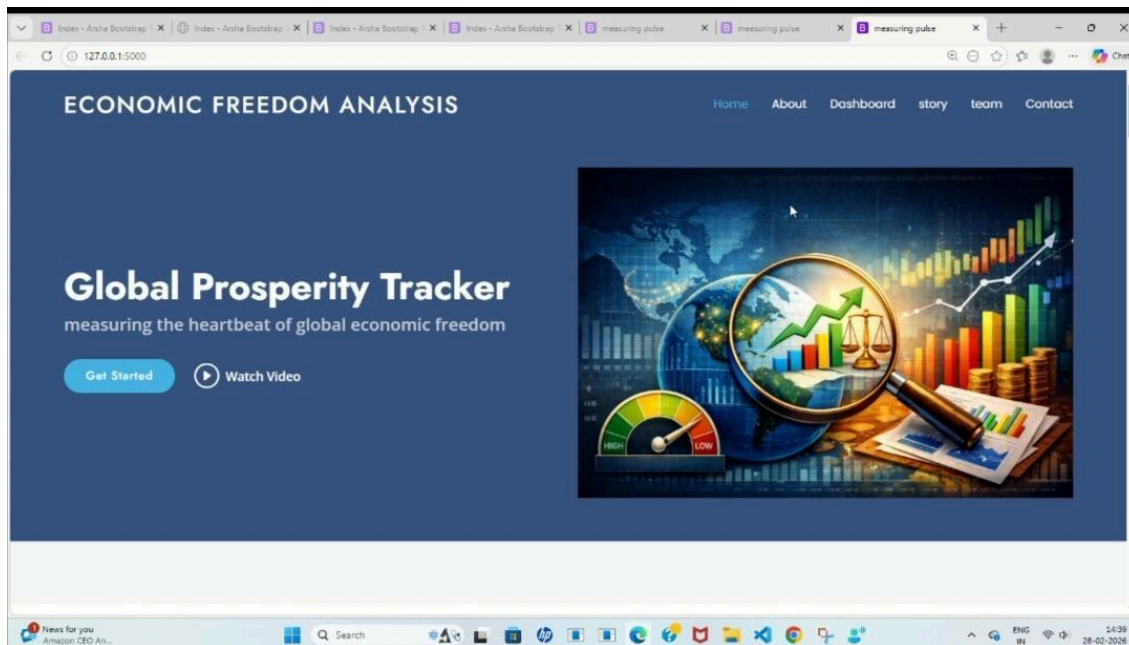 Index - Arsha Bootstrap
Index - Arsha Bootstrap
Index - Arsha Bootstrap
Index - Arsha Bootstrap
measuring pulse
measuring pulse
measuring pulse
127.0.0.1:5000
Chat
ECONOMIC FREEDOM ANALYSIS
Home About Dashboard story team Contact
Global Prosperity Tracker
measuring the heartbeat of global economic freedom
Get Started Watch Video
HIGH LOW
News for you
Amazon CEO An...
Search
ENG
IN
14:39
28-02-2026